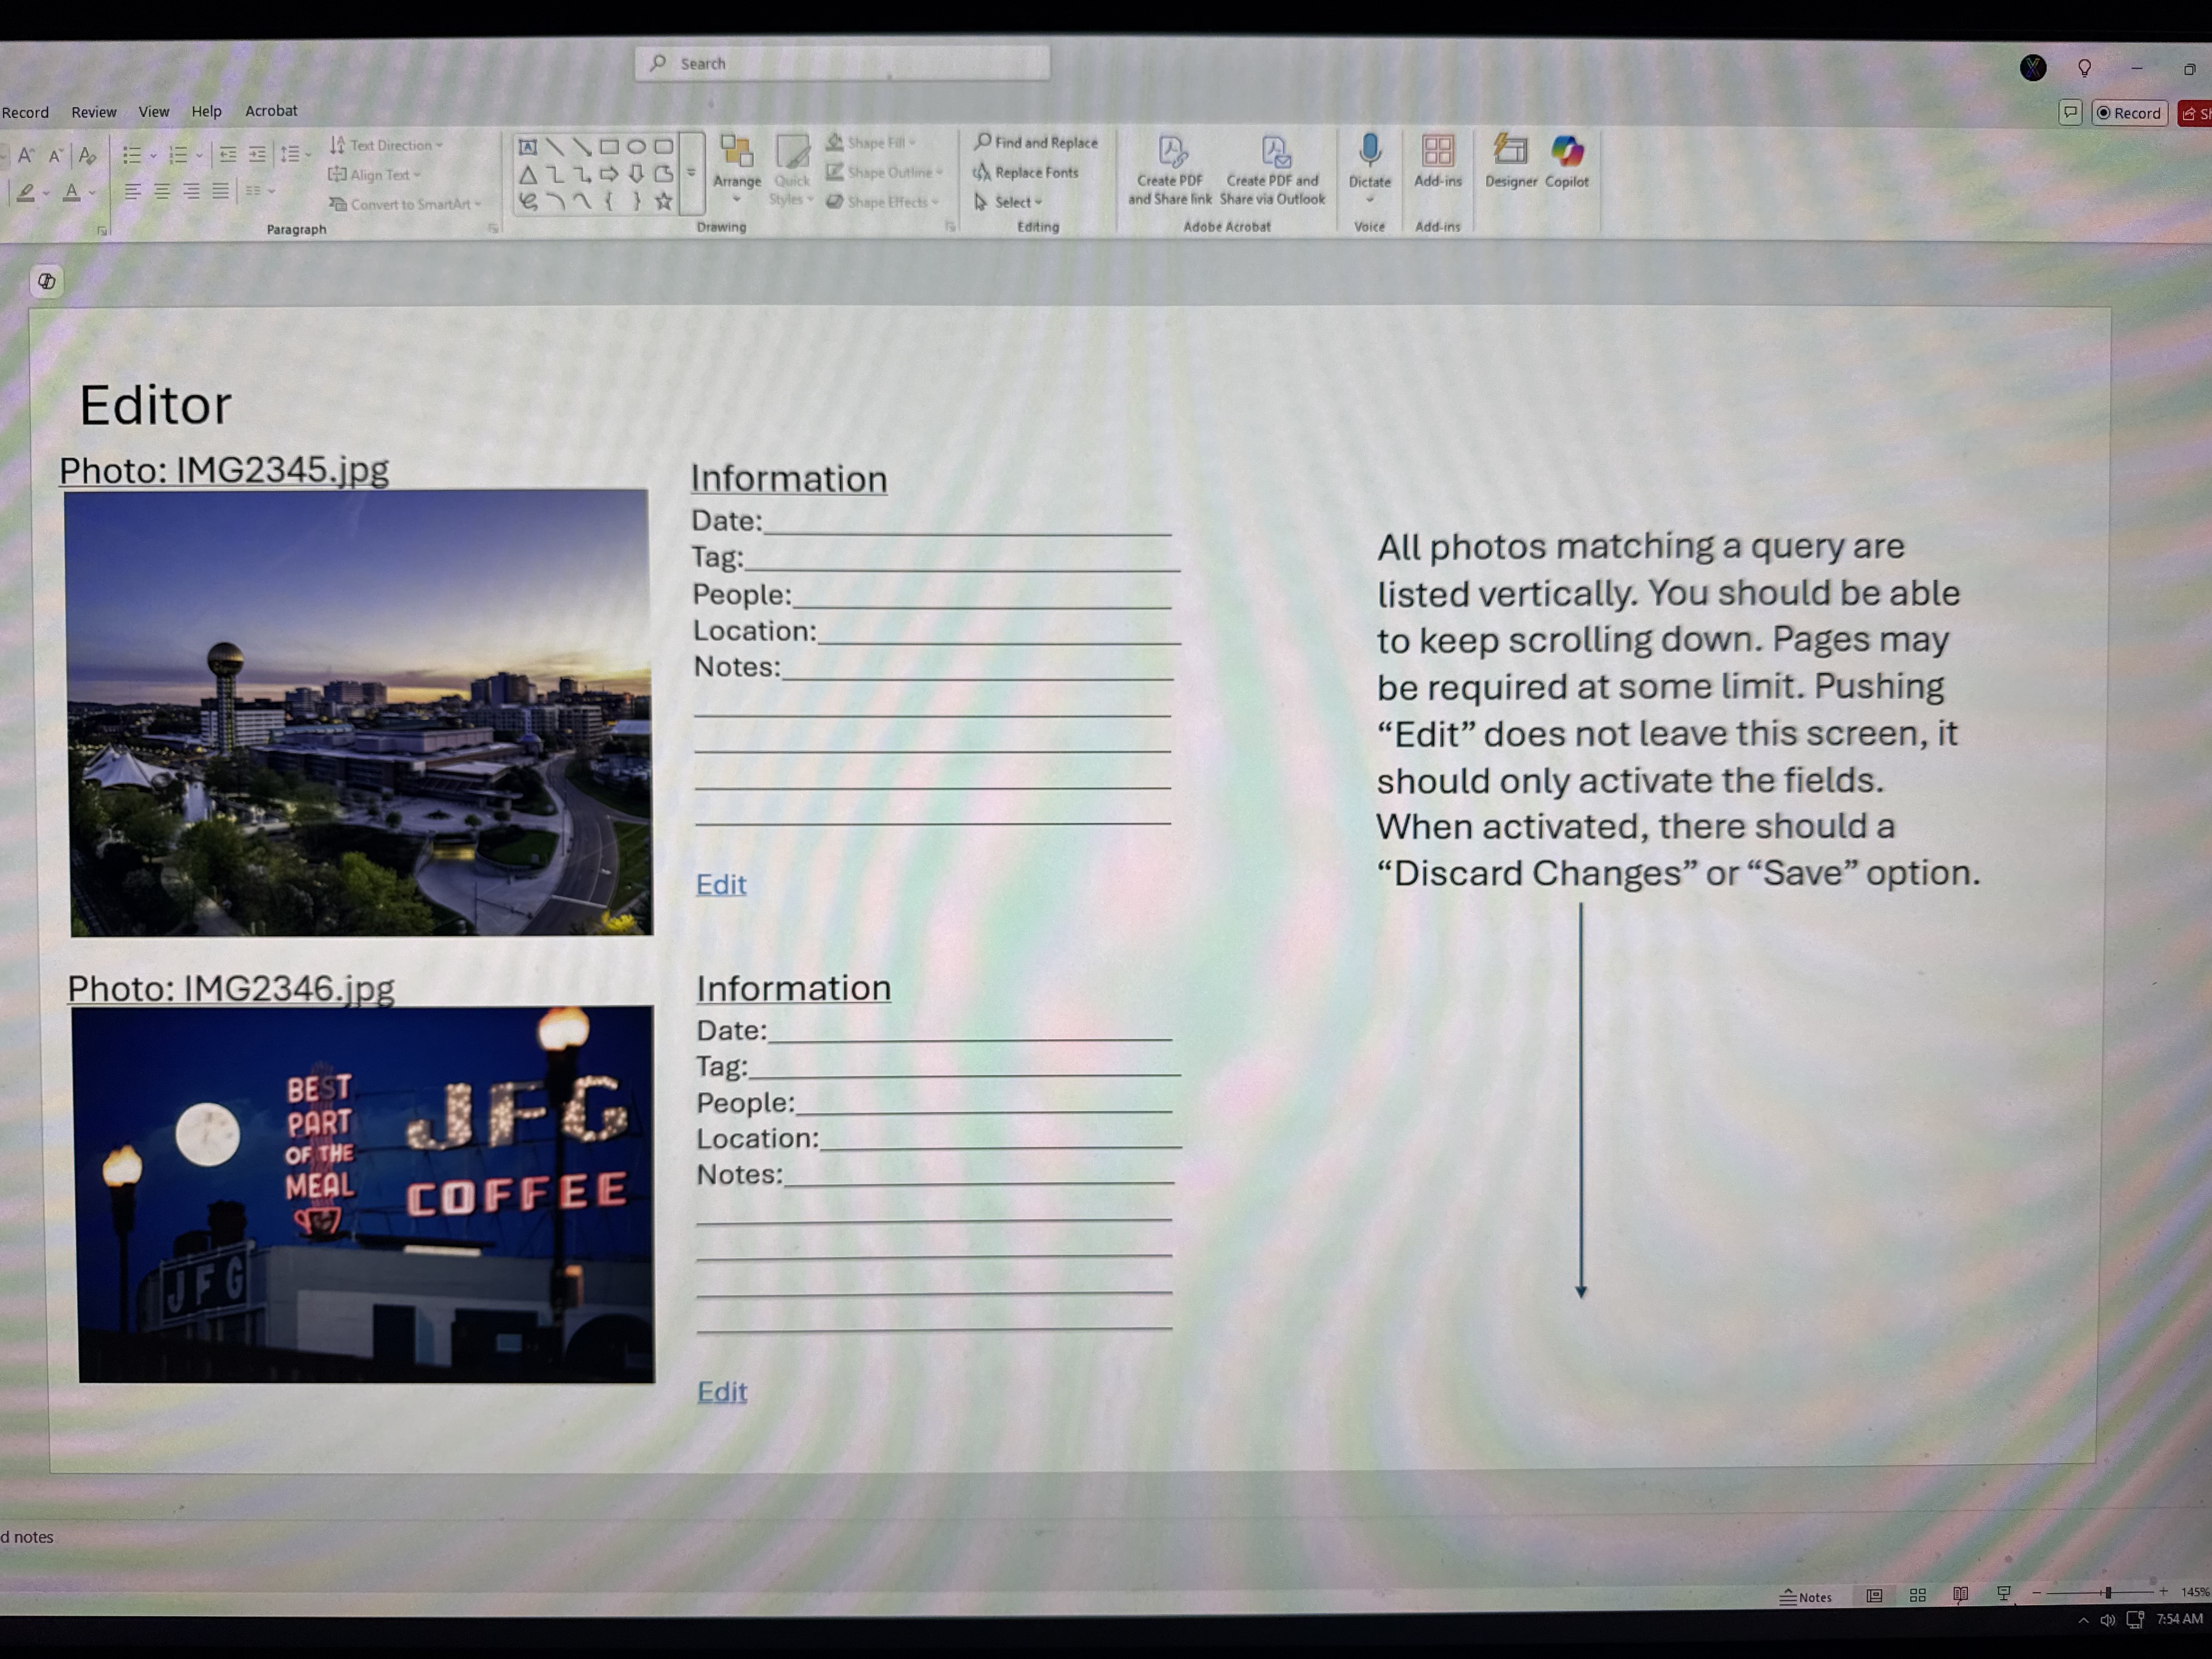 Search
Record Review View Help Acrobat
Record
Text Direction
Align Text
Convert to SmartArt
Paragraph
Arrange
Quick Styles
Shape Fill
Shape Outline
Shape Effects
Drawing
Find and Replace
Replace Fonts
Select
Editing
Create PDF and Share link
Create PDF and Share via Outlook
Adobe Acrobat
Dictate
Voice
Add-ins
Add-ins
Designer
Copilot
Editor
Photo: IMG2345.jpg
Information
Date:
Tag:
People:
Location:
Notes:
Edit
All photos matching a query are
listed vertically. You should be able
to keep scrolling down. Pages may
be required at some limit. Pushing
“Edit” does not leave this screen, it
should only activate the fields.
When activated, there should a
“Discard Changes” or “Save” option.
Photo: IMG2346.jpg
BEST
PART
OF THE
MEAL
JFG
COFFEE
JFG
Information
Date:
Tag:
People:
Location:
Notes:
Edit
d notes
Notes
145%
7:54 AM